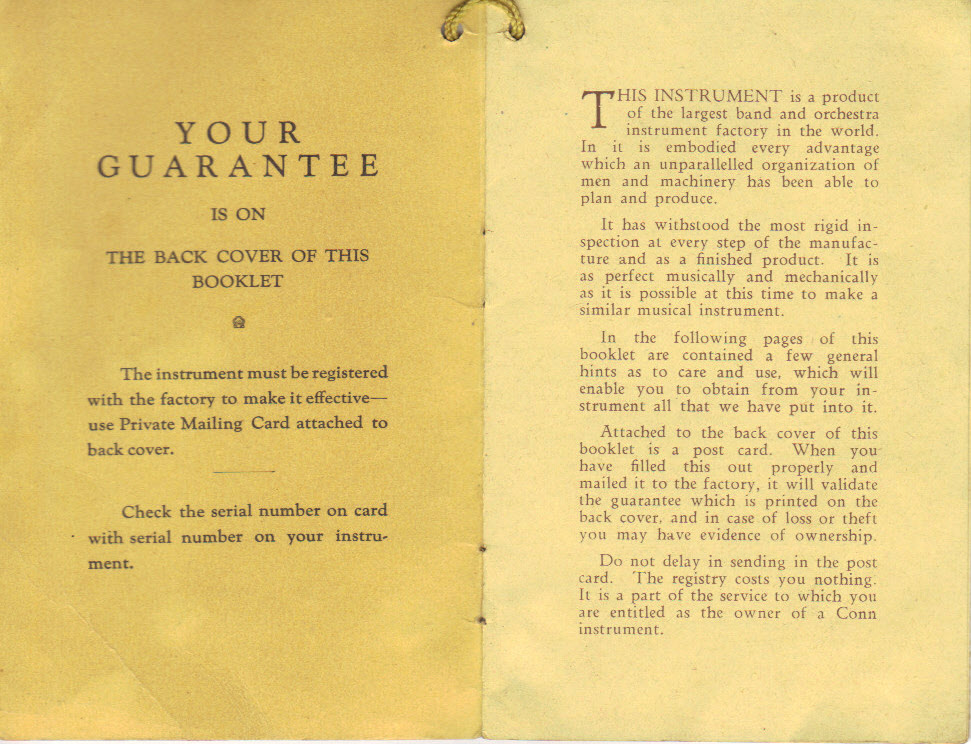 YOUR
GUARANTEE
IS ON
THE BACK COVER OF THIS
BOOKLET
The instrument must be registered
with the factory to make it effective—
use Private Mailing Card attached to
back cover.
Check the serial number on card
with serial number on your instru-
ment.
THIS INSTRUMENT is a product
of the largest band and orchestra
instrument factory in the world.
In it is embodied every advantage
which an unparallelled organization of
men and machinery has been able to
plan and produce.
It has withstood the most rigid in-
spection at every step of the manufac-
ture and as a finished product. It is
as perfect musically and mechanically
as it is possible at this time to make a
similar musical instrument.
In the following pages of this
booklet are contained a few general
hints as to care and use, which will
enable you to obtain from your in-
strument all that we have put into it.
Attached to the back cover of this
booklet is a post card. When you
have filled this out properly and
mailed it to the factory, it will validate
the guarantee which is printed on the
back cover, and in case of loss or theft
you may have evidence of ownership.
Do not delay in sending in the post
card. The registry costs you nothing.
It is a part of the service to which you
are entitled as the owner of a Conn
instrument.